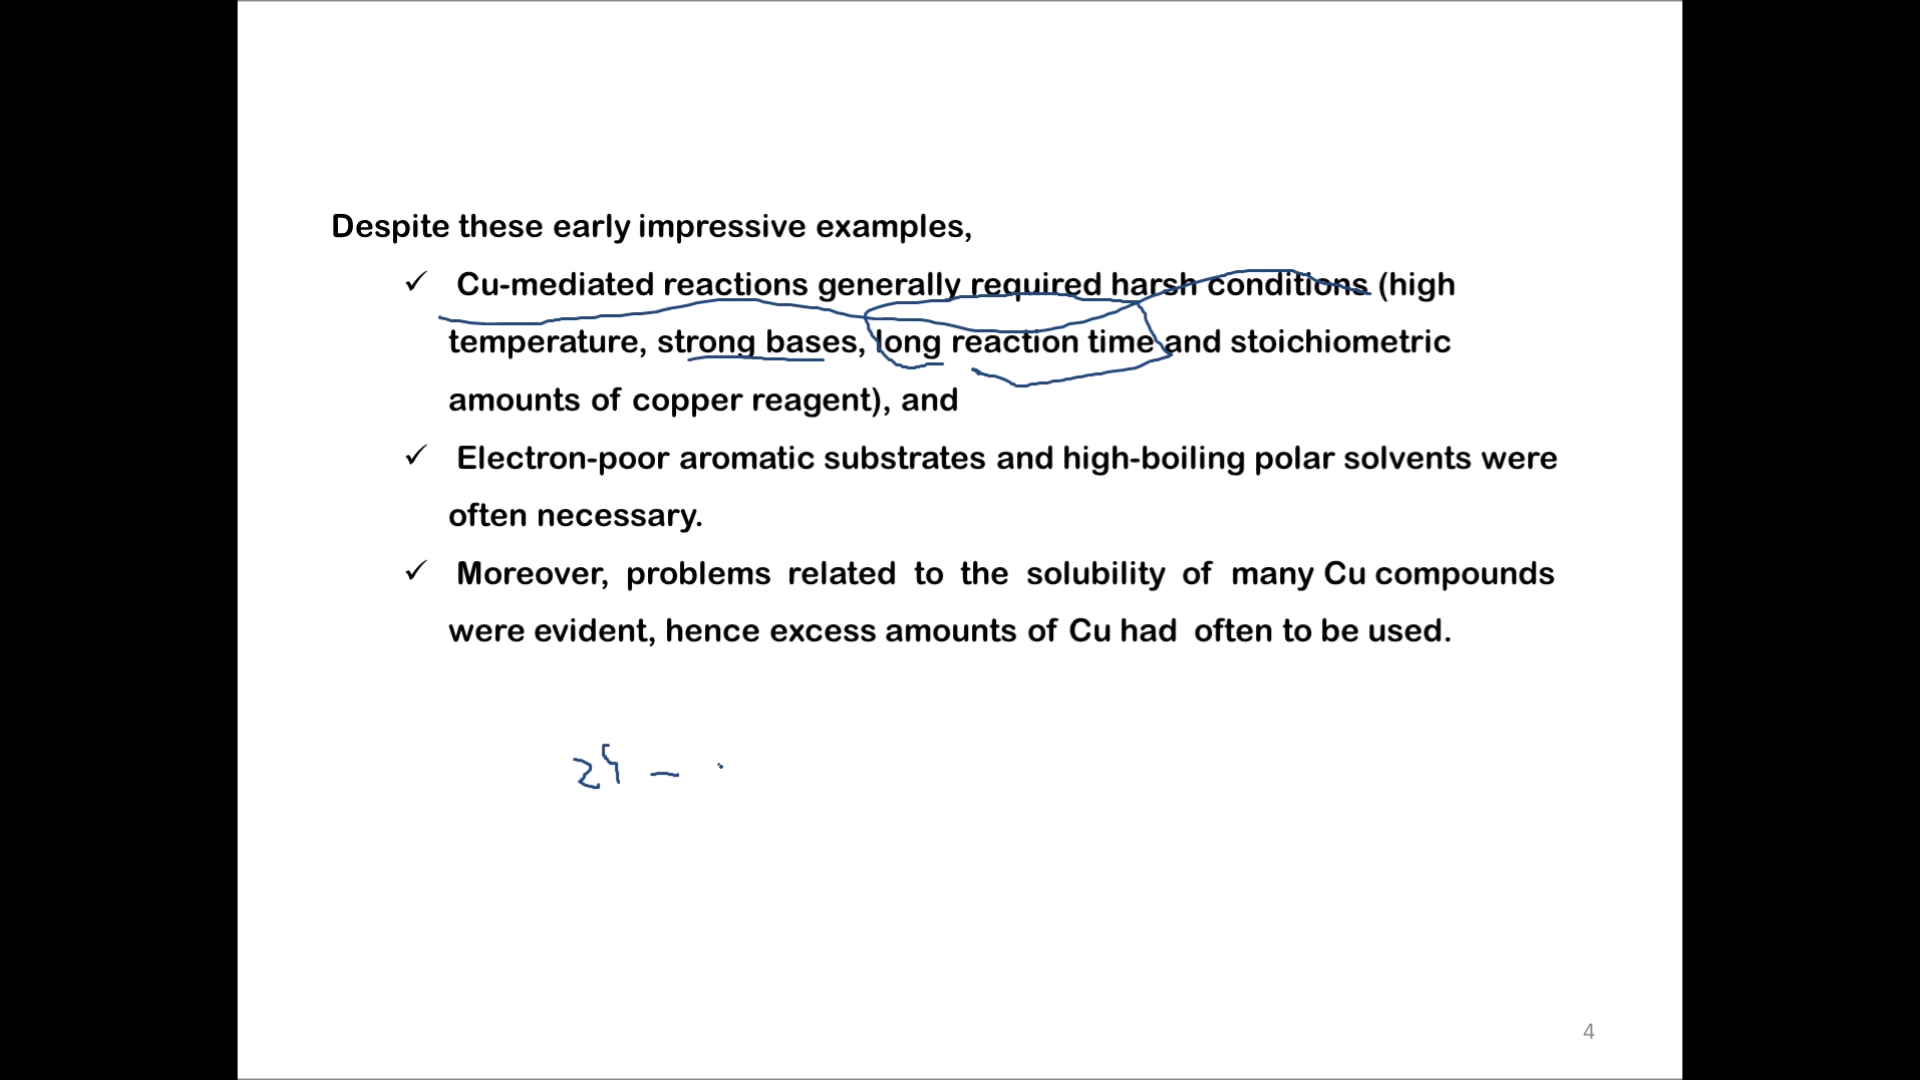 Despite these early impressive examples,
✓ Cu-mediated reactions generally required harsh conditions (high
temperature, strong bases, long reaction time and stoichiometric
amounts of copper reagent), and
✓ Electron-poor aromatic substrates and high-boiling polar solvents were
often necessary.
✓ Moreover, problems related to the solubility of many Cu compounds
were evident, hence excess amounts of Cu had often to be used.
24 –
4